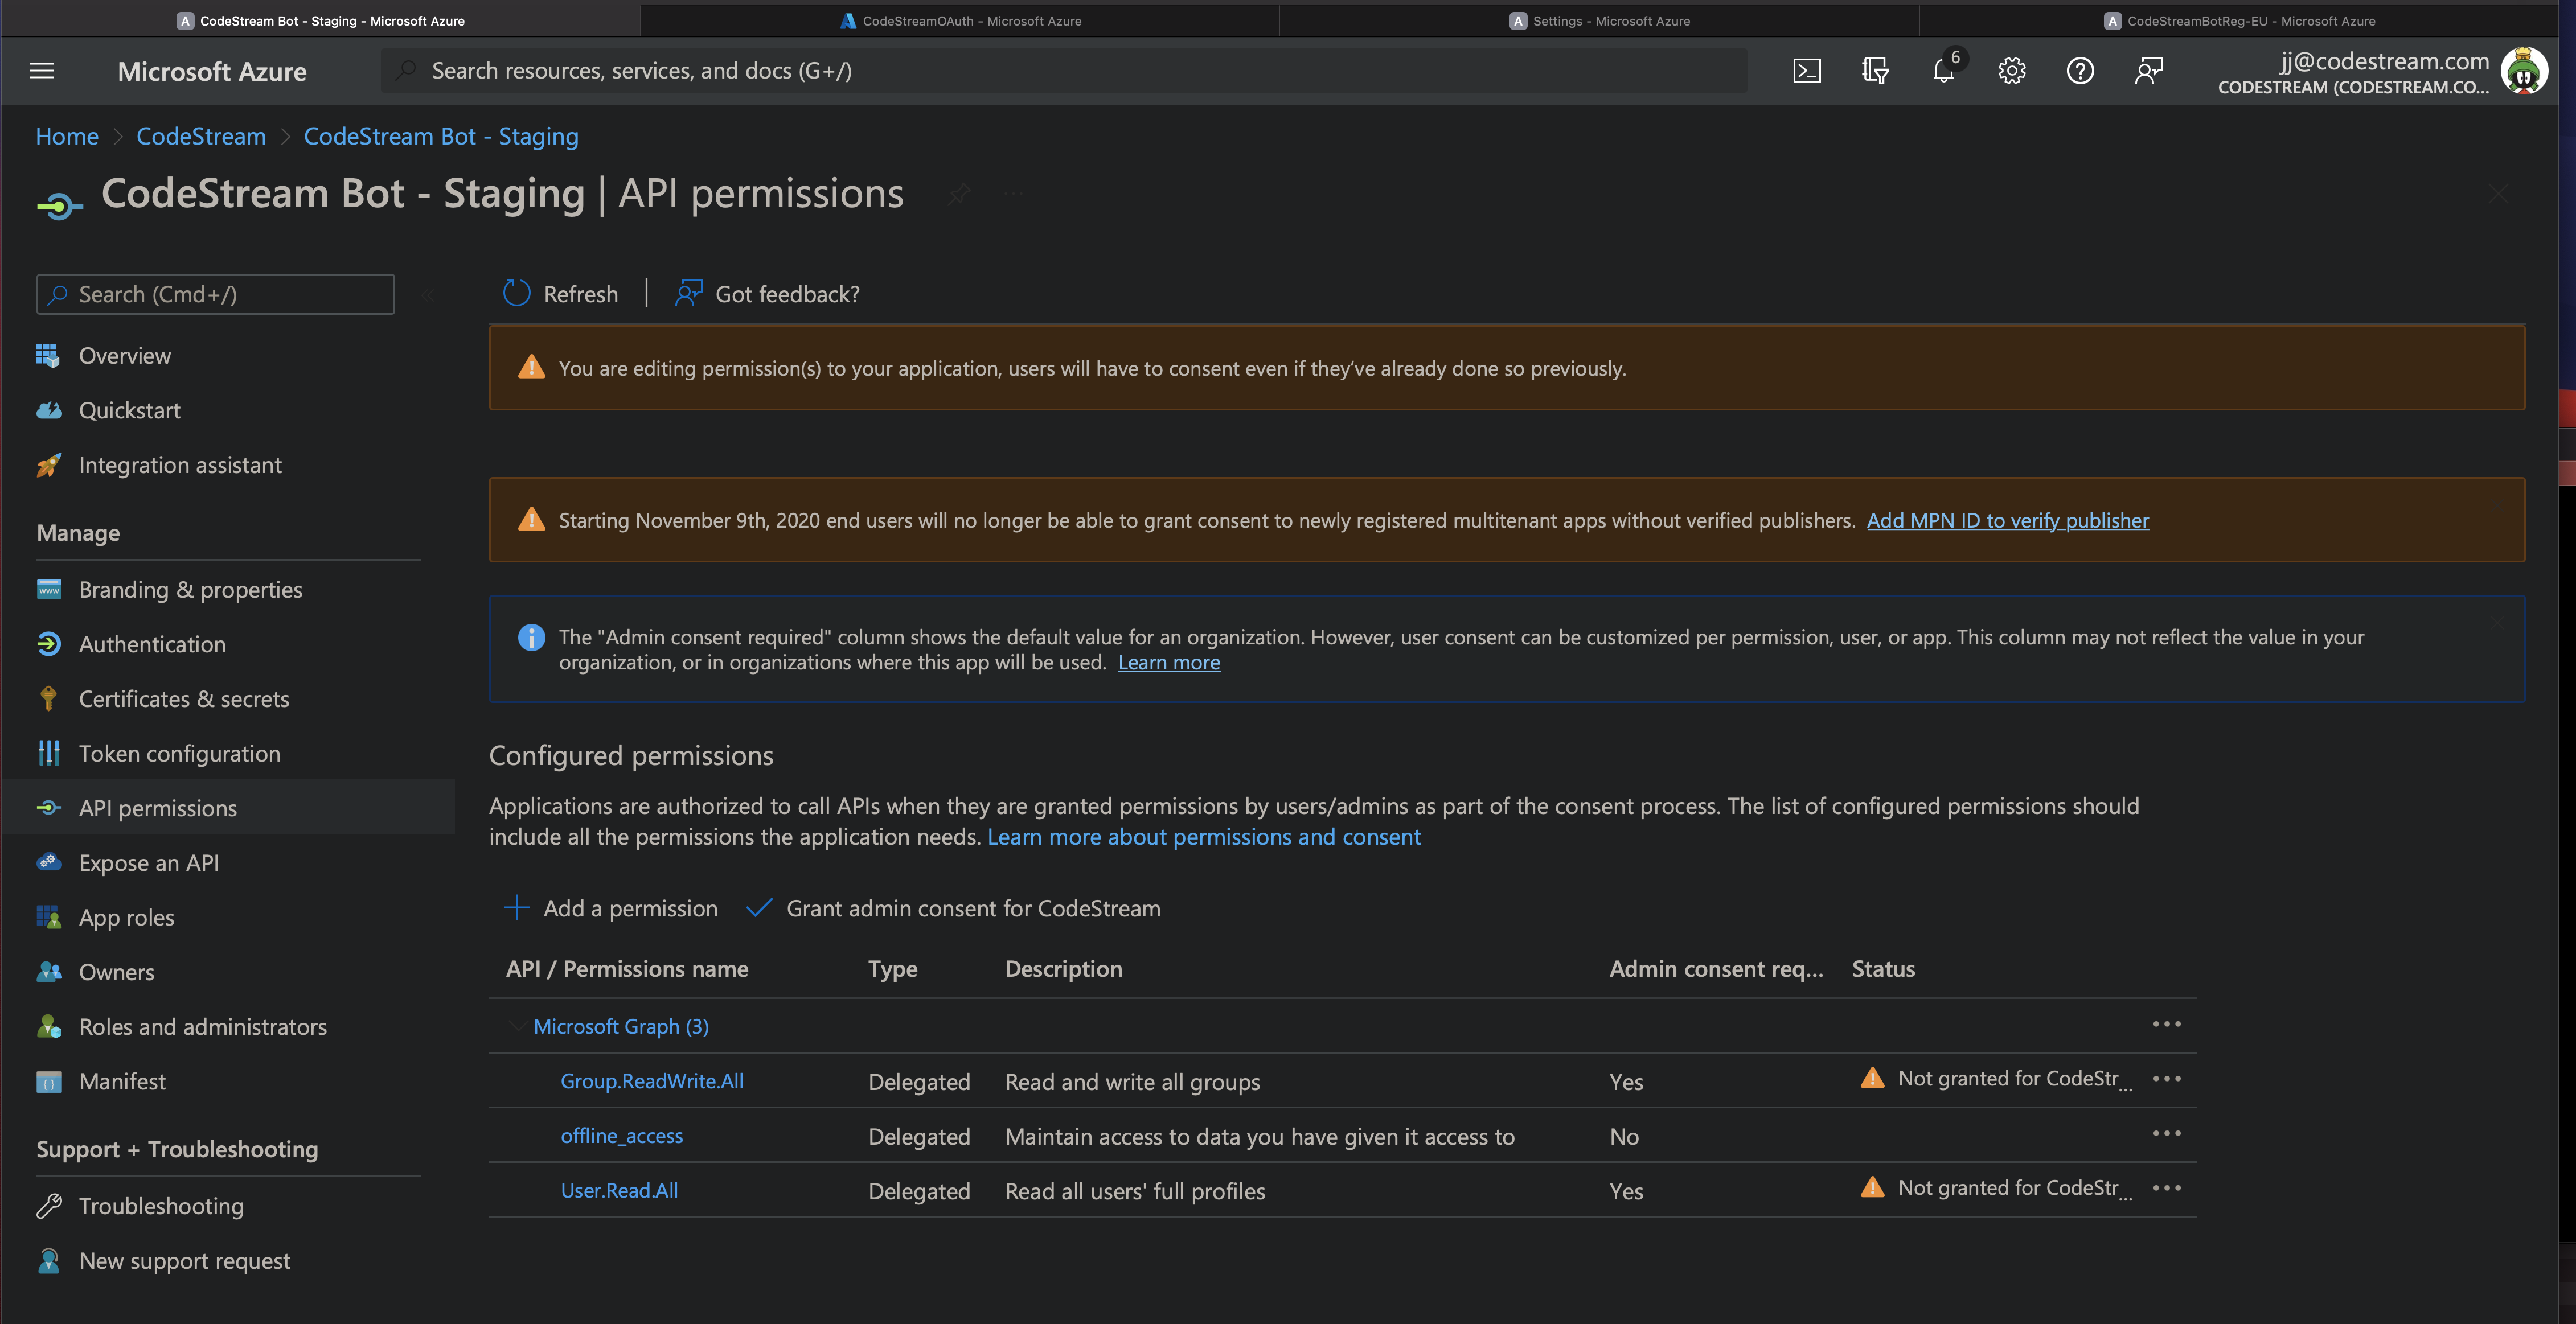 CodeStream Bot - Staging - Microsoft Azure
CodeStreamOAuth - Microsoft Azure
Settings - Microsoft Azure
CodeStreamBotReg-EU - Microsoft Azure
Microsoft Azure
Search resources, services, and docs (G+/)
6
jj@codestream.com
CODESTREAM (CODESTREAM.CO...
Home > CodeStream > CodeStream Bot - Staging
CodeStream Bot - Staging | API permissions
Search (Cmd+/)
Overview
Quickstart
Integration assistant
Manage
Branding & properties
Authentication
Certificates & secrets
Token configuration
API permissions
Expose an API
App roles
Owners
Roles and administrators
Manifest
Support + Troubleshooting
Troubleshooting
New support request
Refresh | Got feedback?
You are editing permission(s) to your application, users will have to consent even if they’ve already done so previously.
Starting November 9th, 2020 end users will no longer be able to grant consent to newly registered multitenant apps without verified publishers. Add MPN ID to verify publisher
The "Admin consent required" column shows the default value for an organization. However, user consent can be customized per permission, user, or app. This column may not reflect the value in your
organization, or in organizations where this app will be used. Learn more
Configured permissions
Applications are authorized to call APIs when they are granted permissions by users/admins as part of the consent process. The list of configured permissions should
include all the permissions the application needs. Learn more about permissions and consent
Add a permission Grant admin consent for CodeStream
API / Permissions name Type Description Admin consent req... Status
Microsoft Graph (3)
Group.ReadWrite.All Delegated Read and write all groups Yes Not granted for CodeStr...
offline_access Delegated Maintain access to data you have given it access to No
User.Read.All Delegated Read all users' full profiles Yes Not granted for CodeStr...